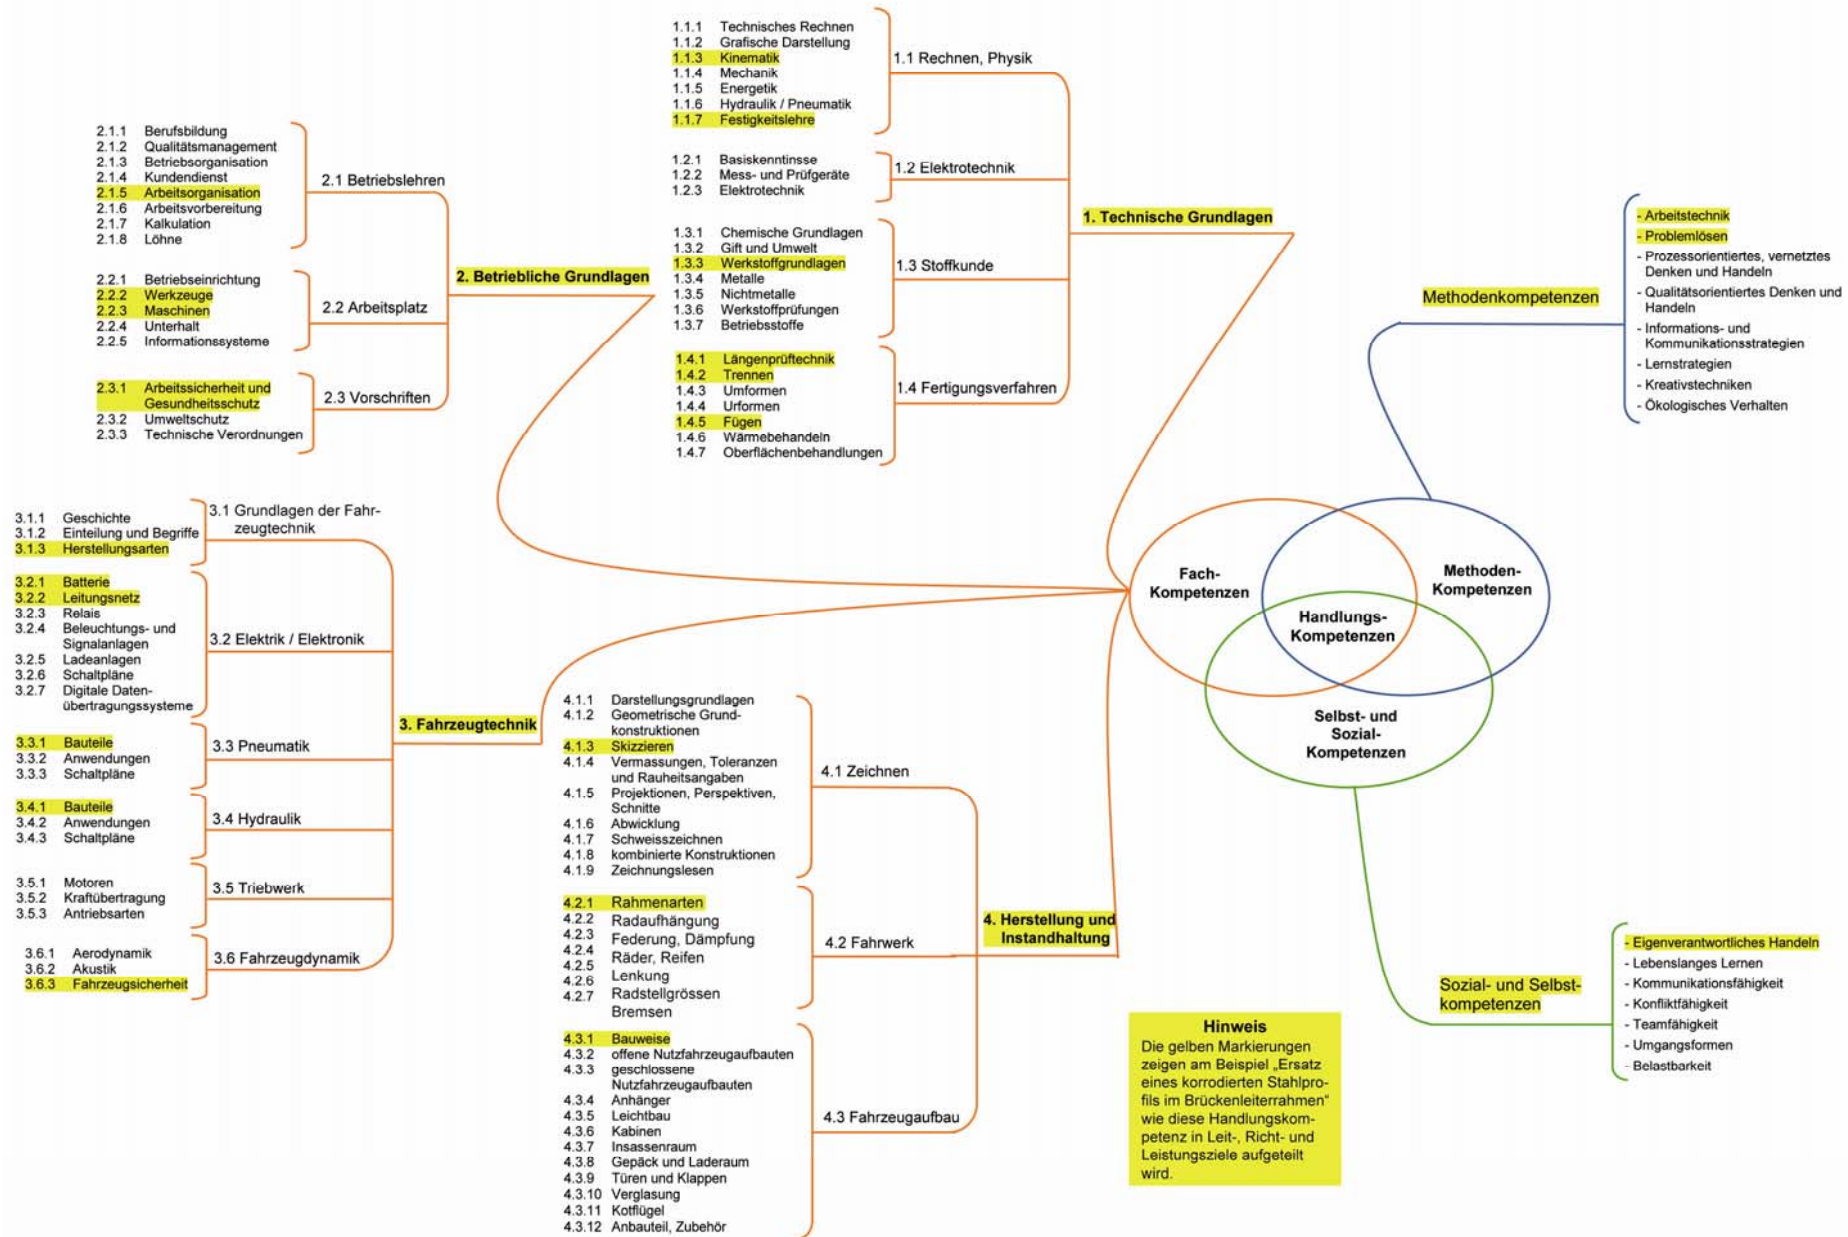 1.1.1 Technisches Rechnen
1.1.2 Grafische Darstellung
1.1.3 Kinematik
1.1.4 Mechanik
1.1.5 Energetik
1.1.6 Hydraulik / Pneumatik
1.1.7 Festigkeitslehre
1.1 Rechnen, Physik
1.2.1 Basiskenntinsse
1.2.2 Mess- und Prüfgeräte
1.2.3 Elektrotechnik
1.2 Elektrotechnik
1.3.1 Chemische Grundlagen
1.3.2 Gift und Umwelt
1.3.3 Werkstoffgrundlagen
1.3.4 Metalle
1.3.5 Nichtmetalle
1.3.6 Werkstoffprüfungen
1.3.7 Betriebsstoffe
1.3 Stoffkunde
1.4.1 Längenprüftechnik
1.4.2 Trennen
1.4.3 Umformen
1.4.4 Urformen
1.4.5 Fügen
1.4.6 Wärmebehandeln
1.4.7 Oberflächenbehandlungen
1.4 Fertigungsverfahren
1. Technische Grundlagen
2.1.1 Berufsbildung
2.1.2 Qualitätsmanagement
2.1.3 Betriebsorganisation
2.1.4 Kundendienst
2.1.5 Arbeitsorganisation
2.1.6 Arbeitsvorbereitung
2.1.7 Kalkulation
2.1.8 Löhne
2.1 Betriebslehren
2.2.1 Betriebseinrichtung
2.2.2 Werkzeuge
2.2.3 Maschinen
2.2.4 Unterhalt
2.2.5 Informationssysteme
2.2 Arbeitsplatz
2.3.1 Arbeitssicherheit und
Gesundheitsschutz
2.3.2 Umweltschutz
2.3.3 Technische Verordnungen
2.3 Vorschriften
2. Betriebliche Grundlagen
3.1.1 Geschichte
3.1.2 Einteilung und Begriffe
3.1.3 Herstellungsarten
3.1 Grundlagen der Fahr-
zeugtechnik
3.2.1 Batterie
3.2.2 Leitungsnetz
3.2.3 Relais
3.2.4 Beleuchtungs- und
Signalanlagen
3.2.5 Ladeanlagen
3.2.6 Schaltpläne
3.2.7 Digitale Daten-
übertragungssysteme
3.2 Elektrik / Elektronik
3.3.1 Bauteile
3.3.2 Anwendungen
3.3.3 Schaltpläne
3.3 Pneumatik
3.4.1 Bauteile
3.4.2 Anwendungen
3.4.3 Schaltpläne
3.4 Hydraulik
3.5.1 Motoren
3.5.2 Kraftübertragung
3.5.3 Antriebsarten
3.5 Triebwerk
3.6.1 Aerodynamik
3.6.2 Akustik
3.6.3 Fahrzeugsicherheit
3.6 Fahrzeugdynamik
3. Fahrzeugtechnik
4.1.1 Darstellungsgrundlagen
4.1.2 Geometrische Grund-
konstruktionen
4.1.3 Skizzieren
4.1.4 Vermassungen, Toleranzen
und Rauheitsangaben
4.1.5 Projektionen, Perspektiven,
Schnitte
4.1.6 Abwicklung
4.1.7 Schweisszeichnen
4.1.8 kombinierte Konstruktionen
4.1.9 Zeichnungslesen
4.1 Zeichnen
4.2.1 Rahmenarten
4.2.2 Radaufhängung
4.2.3 Federung, Dämpfung
4.2.4 Räder, Reifen
4.2.5 Lenkung
4.2.6 Radstellgrössen
4.2.7 Bremsen
4.2 Fahrwerk
4.3.1 Bauweise
4.3.2 offene Nutzfahrzeugaufbauten
4.3.3 geschlossene
Nutzfahrzeugaufbauten
4.3.4 Anhänger
4.3.5 Leichtbau
4.3.6 Kabinen
4.3.7 Insassenraum
4.3.8 Gepäck und Laderaum
4.3.9 Türen und Klappen
4.3.10 Verglasung
4.3.11 Kotflügel
4.3.12 Anbauteil, Zubehör
4.3 Fahrzeugaufbau
4. Herstellung und
Instandhaltung
Fach-
Kompetenzen
Methoden-
Kompetenzen
Handlungs-
Kompetenzen
Selbst- und
Sozial-
Kompetenzen
Methodenkompetenzen
- Arbeitstechnik
- Problemlösen
- Prozessorientiertes, vernetztes
Denken und Handeln
- Qualitätsorientiertes Denken und
Handeln
- Informations- und
Kommunikationsstrategien
- Lernstrategien
- Kreativstechniken
- Ökologisches Verhalten
Sozial- und Selbst-
kompetenzen
- Eigenverantwortliches Handeln
- Lebenslanges Lernen
- Kommunikationsfähigkeit
- Konfliktfähigkeit
- Teamfähigkeit
- Umgangsformen
- Belastbarkeit
Hinweis
Die gelben Markierungen
zeigen am Beispiel „Ersatz
eines korrodierten Stahlpro-
fils im Brückenleiterrahmen"
wie diese Handlungskom-
petenz in Leit-, Richt- und
Leistungsziele aufgeteilt
wird.